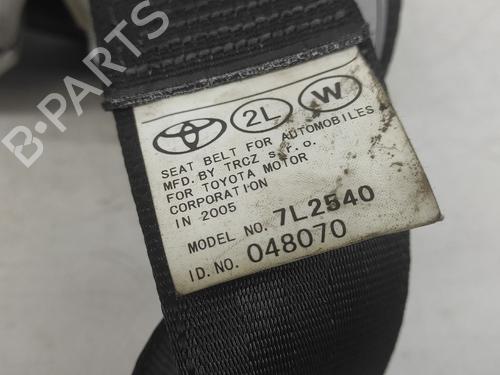 B-PARTS
2L W
SEAT BELT FOR AUTOMOBILES
MFD. BY TRCZ s.r.o.
FOR TOYOTA MOTOR
CORPORATION
IN 2005
MODEL NO. 7L2540
ID. NO. 048070